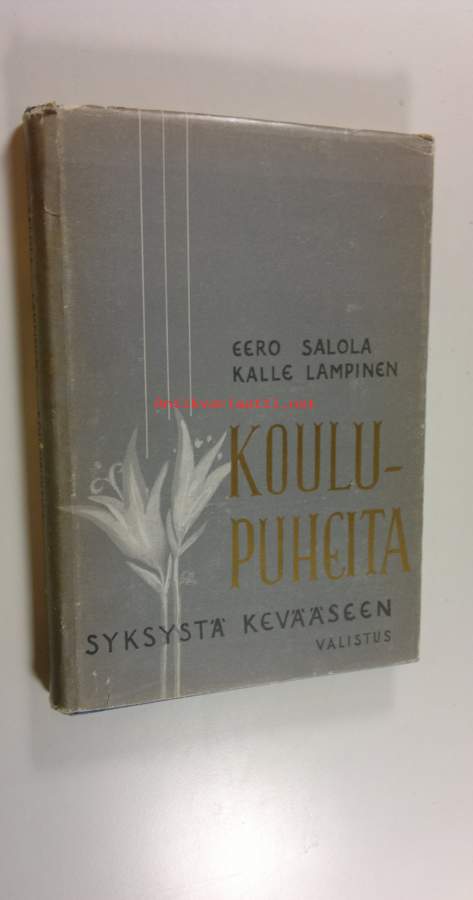 EERO SALOLA
KALLE LAMPINEN
Antikvariaatti.net
KOULU-
PUHEITA
SYKSYSTÄ KEVÄÄSEEN
VALISTUS